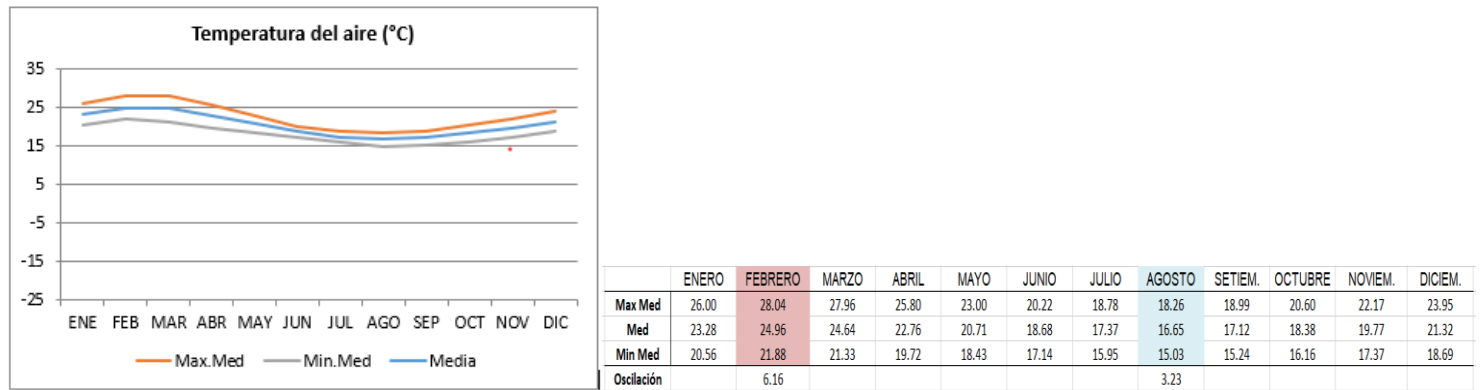 Temperatura del aire (°C)
35
25
15
5
-5
-15
-25
ENE FEB MAR ABR MAY JUN JUL AGO SEP OCT NOV DIC
Max.Med Min.Med Media
ENERO FEBRERO MARZO ABRIL MAYO JUNIO JULIO AGOSTO SETIEM. OCTUBRE NOVIEM. DICIEM.
Max Med 26.00 28.04 27.96 25.80 23.00 20.22 18.78 18.26 18.99 20.60 22.17 23.95
Med 23.28 24.96 24.64 22.76 20.71 18.68 17.37 16.65 17.12 18.38 19.77 21.32
Min Med 20.56 21.88 21.33 19.72 18.43 17.14 15.95 15.03 15.24 16.16 17.37 18.69
Oscilación 6.16 3.23